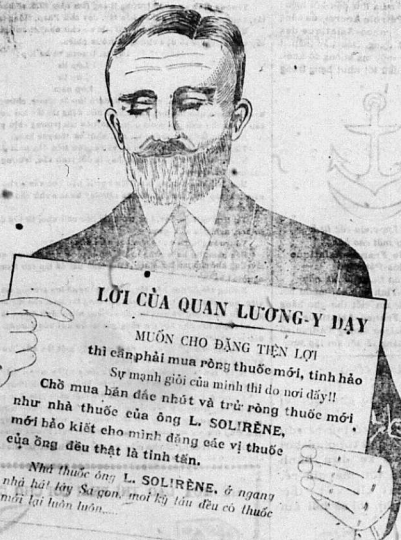 LỜI CỦA QUAN LƯƠNG-Y DẠY
MUỐN CHO ĐẶNG TIỆN LỢI
thì cần phải mua ròng thuốc mới, tinh hảo
Sự mạnh giỏi của mình thì do nơi đấy!!
Chỗ mua bán đắc nhứt và trử ròng thuốc mới
như nhà thuốc của ông L. SOLIRÈNE,
mới bảo kiết cho mình đặng các vị thuốc
của ông đều thật là tinh tấn.
Nhà thuốc ông L. SOLIRÈNE, ở ngang
nhà hát tây Saigon, mỗi kỳ tàu đều có thuốc
mới lại luôn luôn....